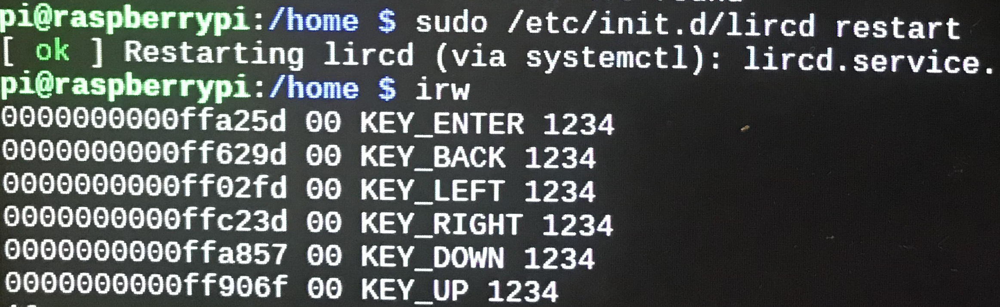 pi@raspberrypi:/home $ sudo /etc/init.d/lircd restart
[ ok ] Restarting lircd (via systemctl): lircd.service.
pi@raspberrypi:/home $ irw
0000000000ffa25d 00 KEY_ENTER 1234
0000000000ff629d 00 KEY_BACK 1234
0000000000ff02fd 00 KEY_LEFT 1234
0000000000ffc23d 00 KEY_RIGHT 1234
0000000000ffa857 00 KEY_DOWN 1234
0000000000ff906f 00 KEY_UP 1234